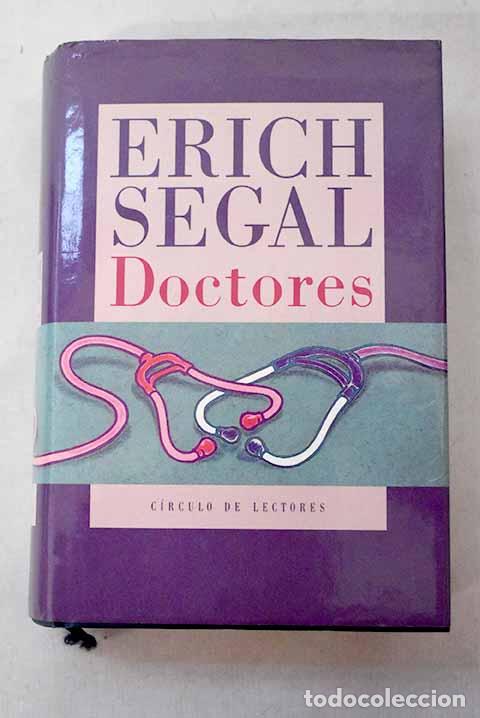 ERICH
SEGAL
Doctores
CÍRCULO DE LECTORES
todocoleccion